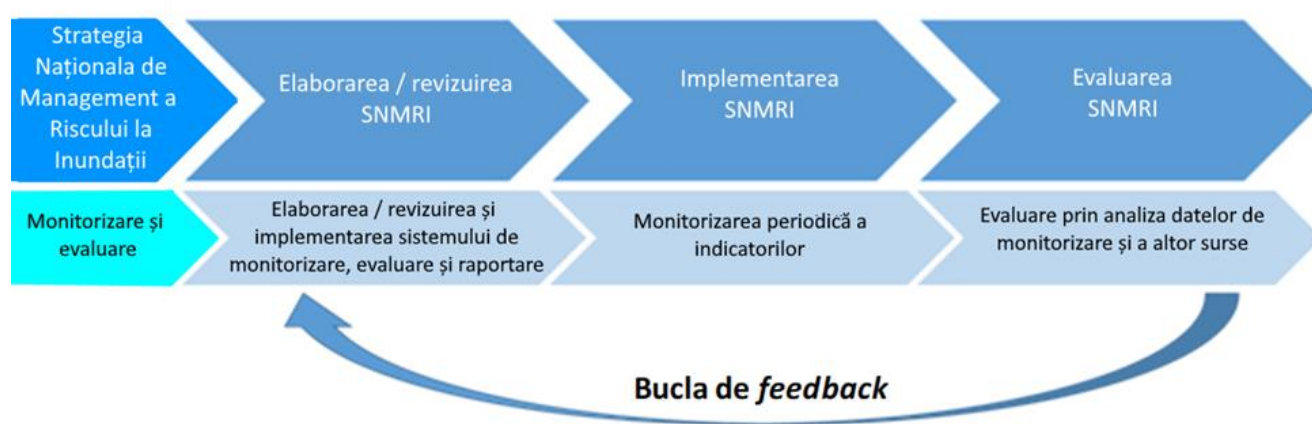 Strategia
Naționala de
Management a
Riscului la
Inundații
Elaborarea / revizuirea
SNMRI
Implementarea
SNMRI
Evaluarea
SNMRI
Monitorizare și
evaluare
Elaborarea / revizuirea și
implementarea sistemului de
monitorizare, evaluare și raportare
Monitorizarea periodică a
indicatorilor
Evaluare prin analiza datelor de
monitorizare și a altor surse
Bucla de feedback